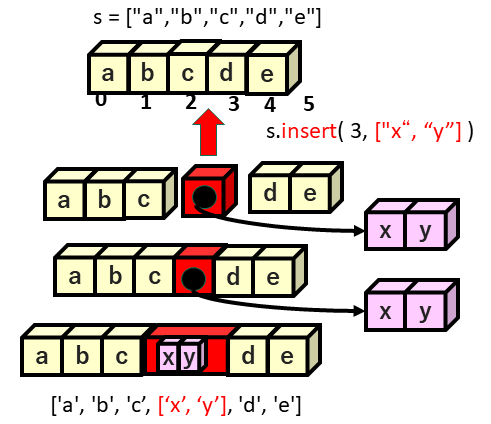 s = ["a","b","c","d","e"]
a b c d e
0 1 2 3 4 5
s.insert( 3, ["x“, “y”] )
a b c d e
x y
a b c d e
x y
a b c x y d e
['a', 'b', 'c’, [‘x’, ‘y’], 'd', 'e']